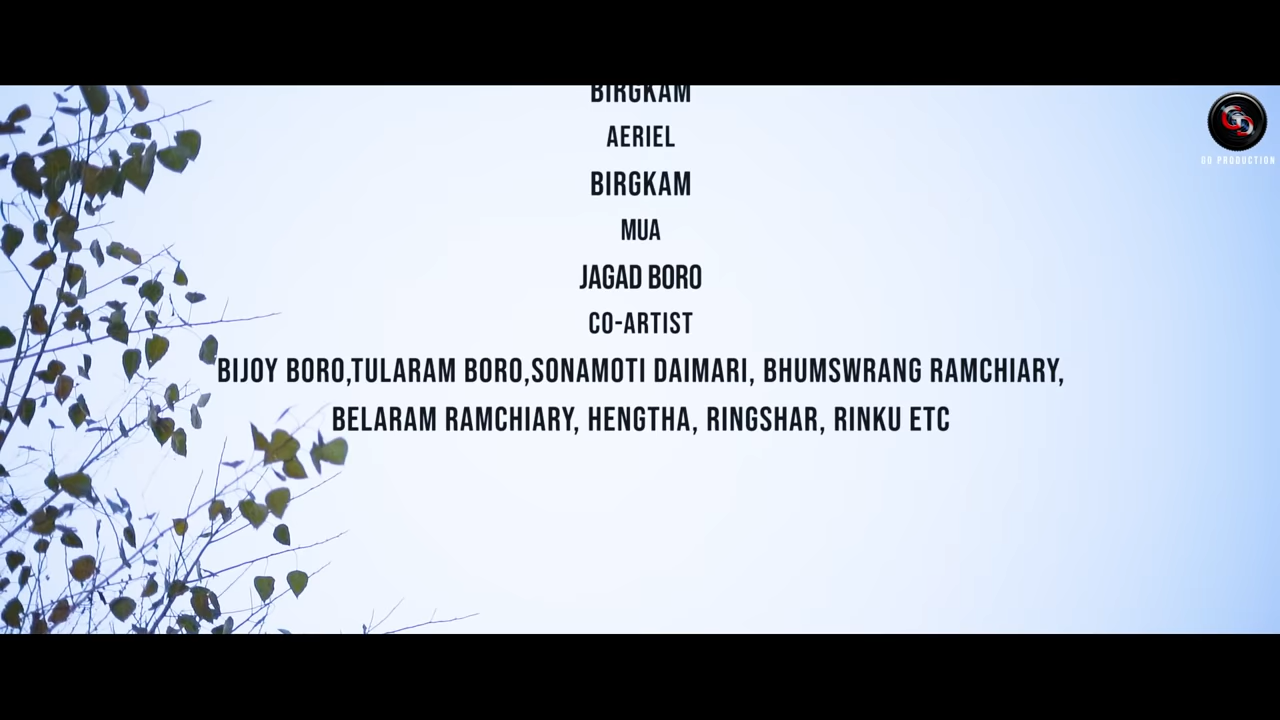 BIRGKAM
AERIEL
BIRGKAM
MUA
JAGAD BORO
CO-ARTIST
BIJOY BORO,TULARAM BORO,SONAMOTI DAIMARI, BHUMSWRANG RAMCHIARY,
BELARAM RAMCHIARY, HENGTHA, RINGSHAR, RINKU ETC
PRODUCTION